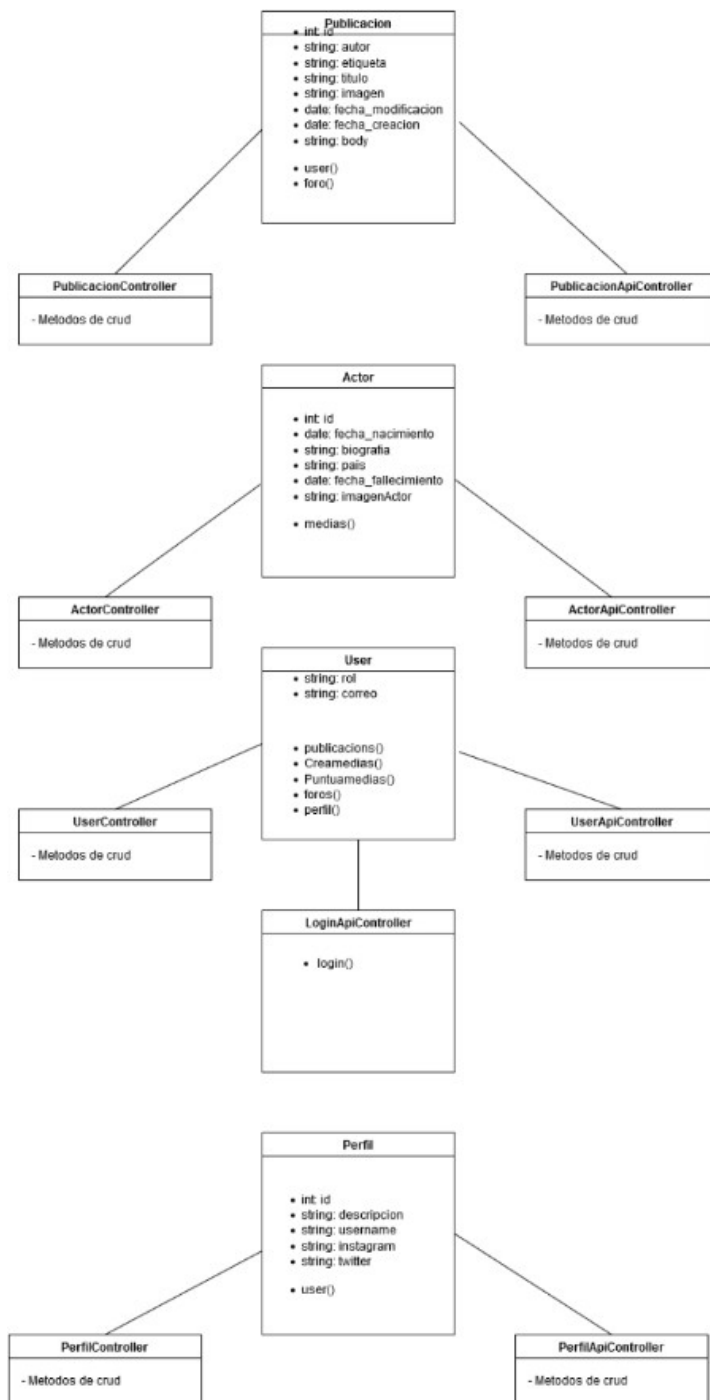 Publicacion
• int: id
• string: autor
• string: etiqueta
• string: titulo
• string: imagen
• date: fecha_modificacion
• date: fecha_creacion
• string: body
• user()
• foro()
PublicacionController
- Metodos de crud
PublicacionApiController
- Metodos de crud
Actor
• int: id
• date: fecha_nacimiento
• string: biografia
• string: pais
• date: fecha_fallecimiento
• string: imagenActor
• medias()
ActorController
- Metodos de crud
ActorApiController
- Metodos de crud
User
• string: rol
• string: correo
• publicacions()
• Creamedias()
• Puntuamedias()
• foros()
• perfil()
UserController
- Metodos de crud
UserApiController
- Metodos de crud
LoginApiController
• login()
Perfil
• int: id
• string: descripcion
• string: username
• string: instagram
• string: twitter
• user()
PerfilController
- Metodos de crud
PerfilApiController
- Metodos de crud